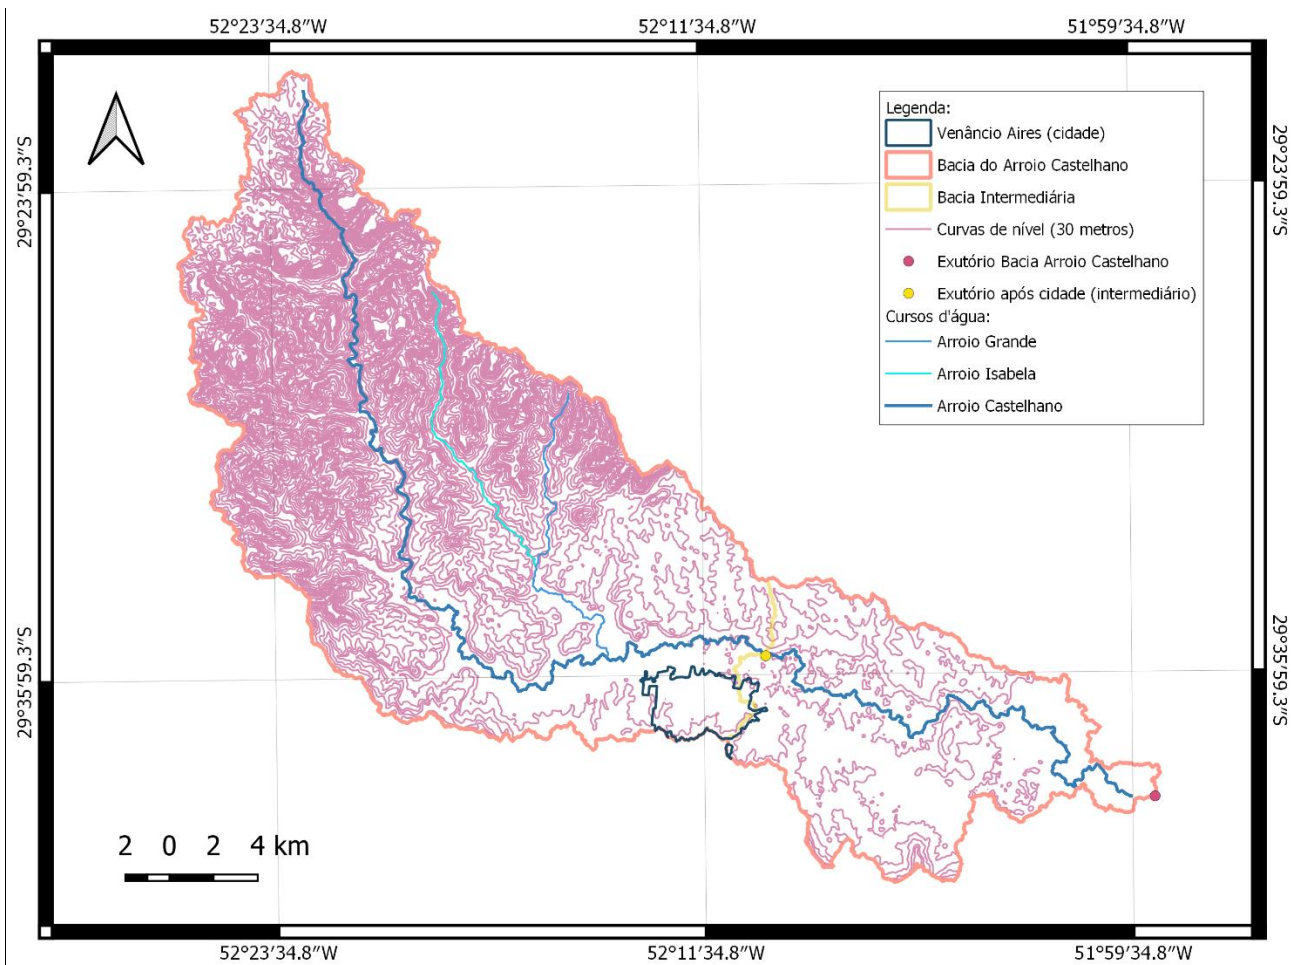 52°23′34.8″W 52°11′34.8″W 51°59′34.8″W
29°23′59.3″S
29°23′59.3″S
Legenda:
Venâncio Aires (cidade)
Bacia do Arroio Castelhano
Bacia Intermediária
Curvas de nível (30 metros)
Exutório Bacia Arroio Castelhano
Exutório após cidade (intermediário)
Cursos d'água:
Arroio Grande
Arroio Isabela
Arroio Castelhano
29°35′59.3″S
29°35′59.3″S
2 0 2 4 km
52°23′34.8″W 52°11′34.8″W 51°59′34.8″W